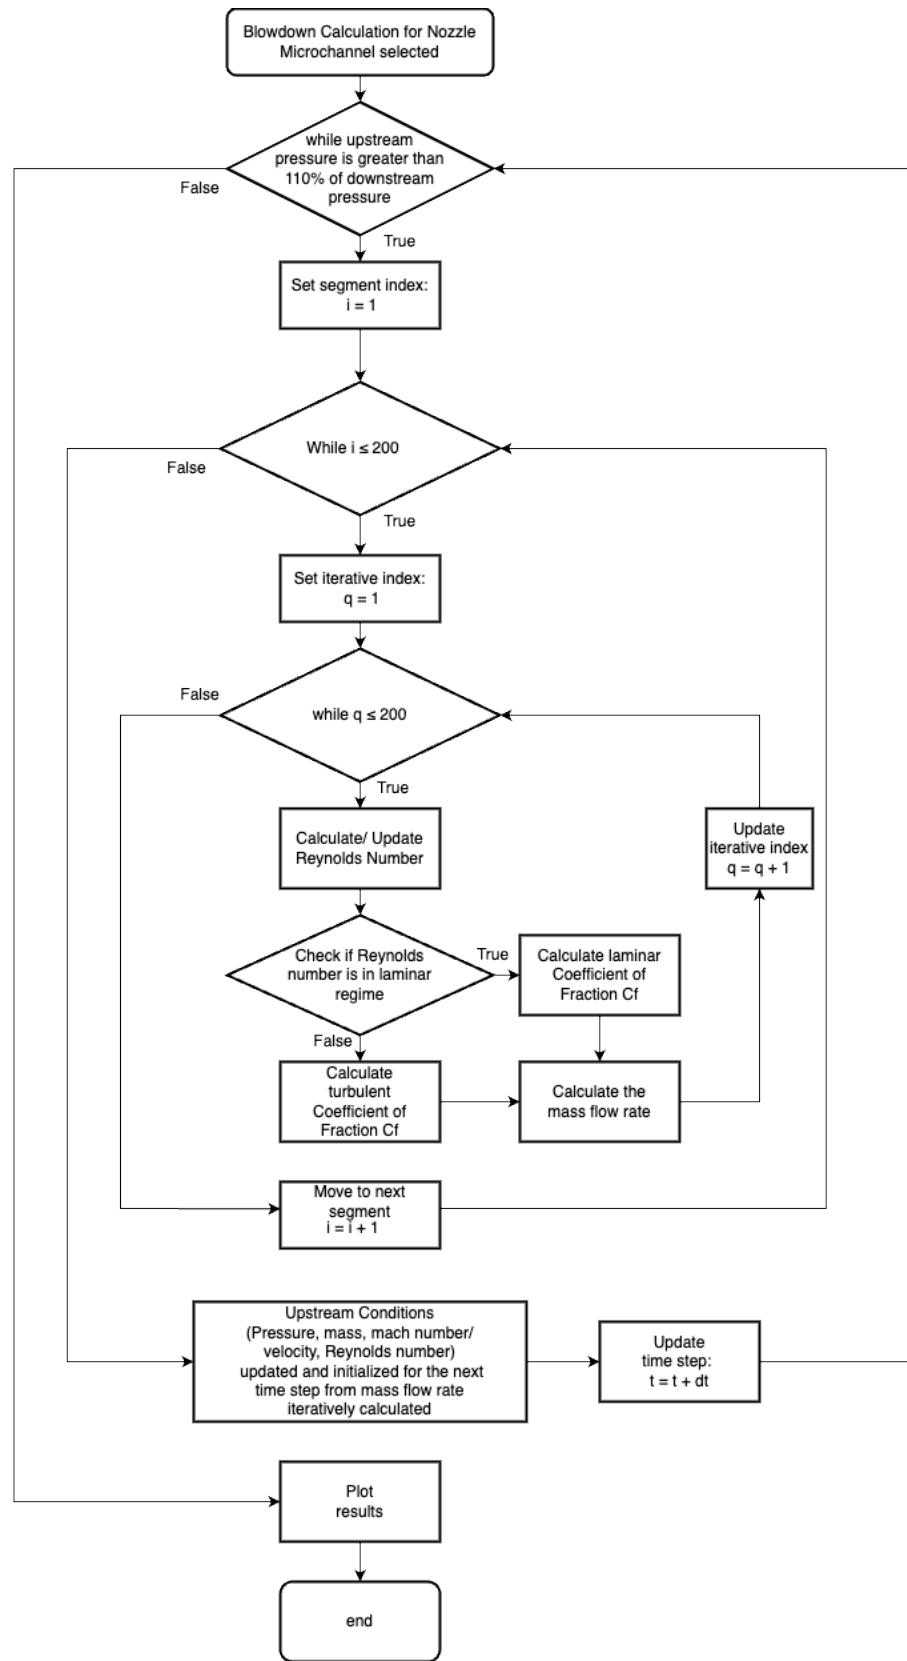 Blowdown Calculation for Nozzle
Microchannel selected
while upstream
pressure is greater than
110% of downstream
pressure
False
True
Set segment index:
i = 1
While i ≤ 200
False
True
Set iterative index:
q = 1
False
while q ≤ 200
True
Calculate/ Update
Reynolds Number
Update
iterative index
q = q + 1
Check if Reynolds
number is in laminar
regime
True
Calculate laminar
Coefficient of
Fraction Cf
False
Calculate
turbulent
Coefficient of
Fraction Cf
Calculate the
mass flow rate
Move to next
segment
i = i + 1
Upstream Conditions
(Pressure, mass, mach number/
velocity, Reynolds number)
updated and initialized for the next
time step from mass flow rate
iteratively calculated
Update
time step:
t = t + dt
Plot
results
end